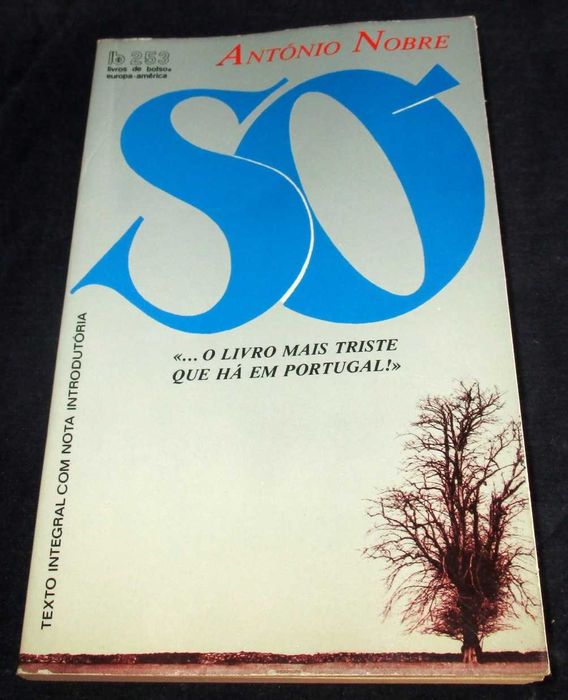 lb 253
livros de bolso
europa-américa
ANTÓNIO NOBRE
SÓ
«... O LIVRO MAIS TRISTE
QUE HÁ EM PORTUGAL!»
TEXTO INTEGRAL COM NOTA INTRODUTÓRIA